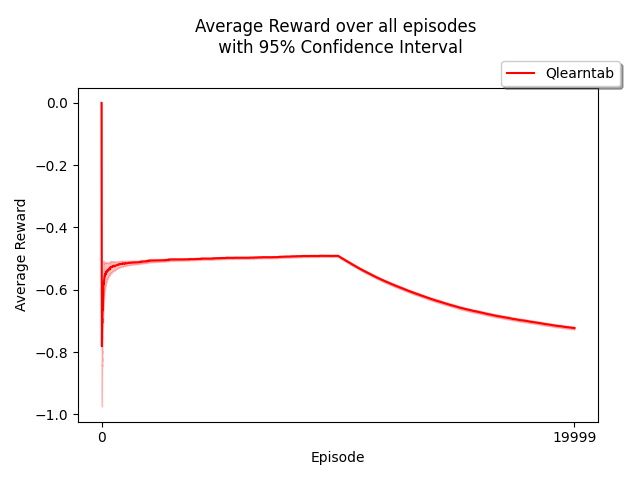 Average Reward over all episodes
with 95% Confidence Interval
Qlearntab
0.0
−0.2
−0.4
−0.6
−0.8
−1.0
Average Reward
0
19999
Episode